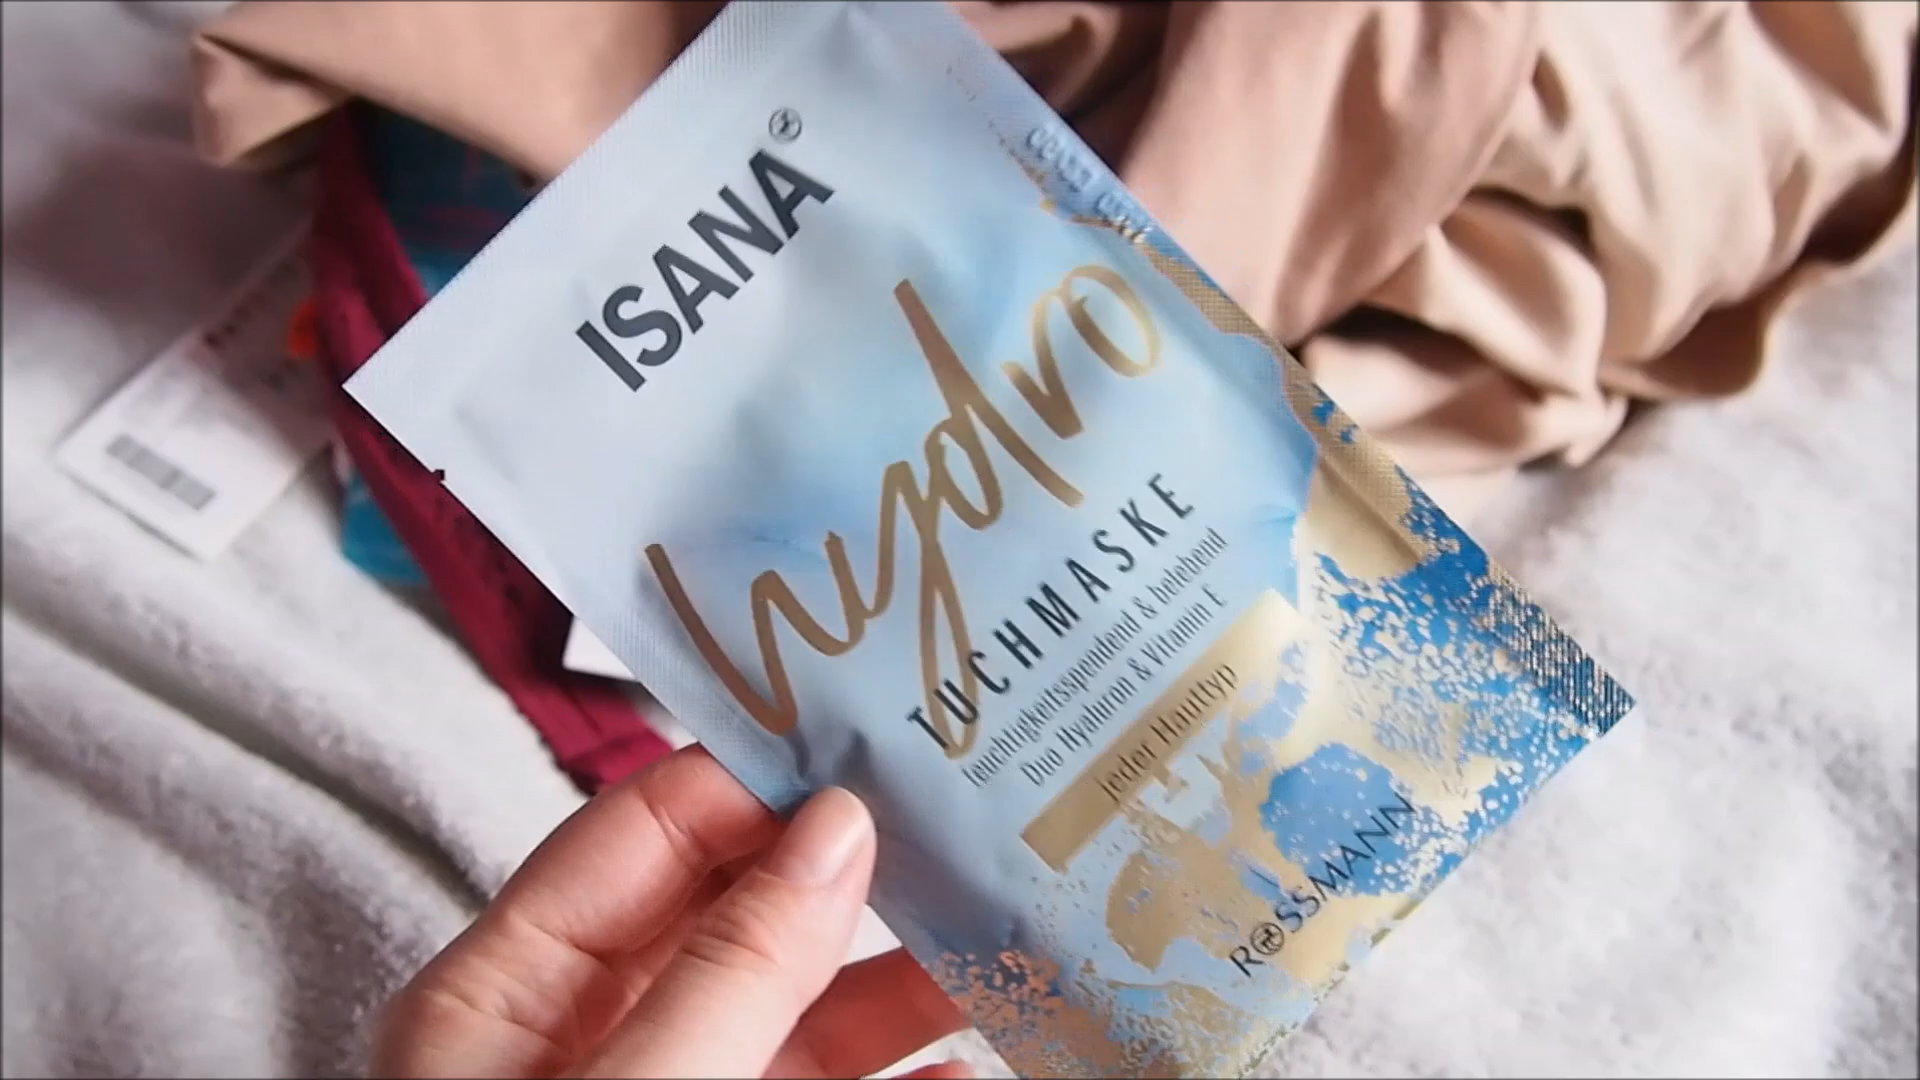 ISANA
hydro
TUCHMASKE
feuchtigkeitsspendend & belebend
Duo Hyaluron & Vitamin E
jeder Hauttyp
ROSSMANN